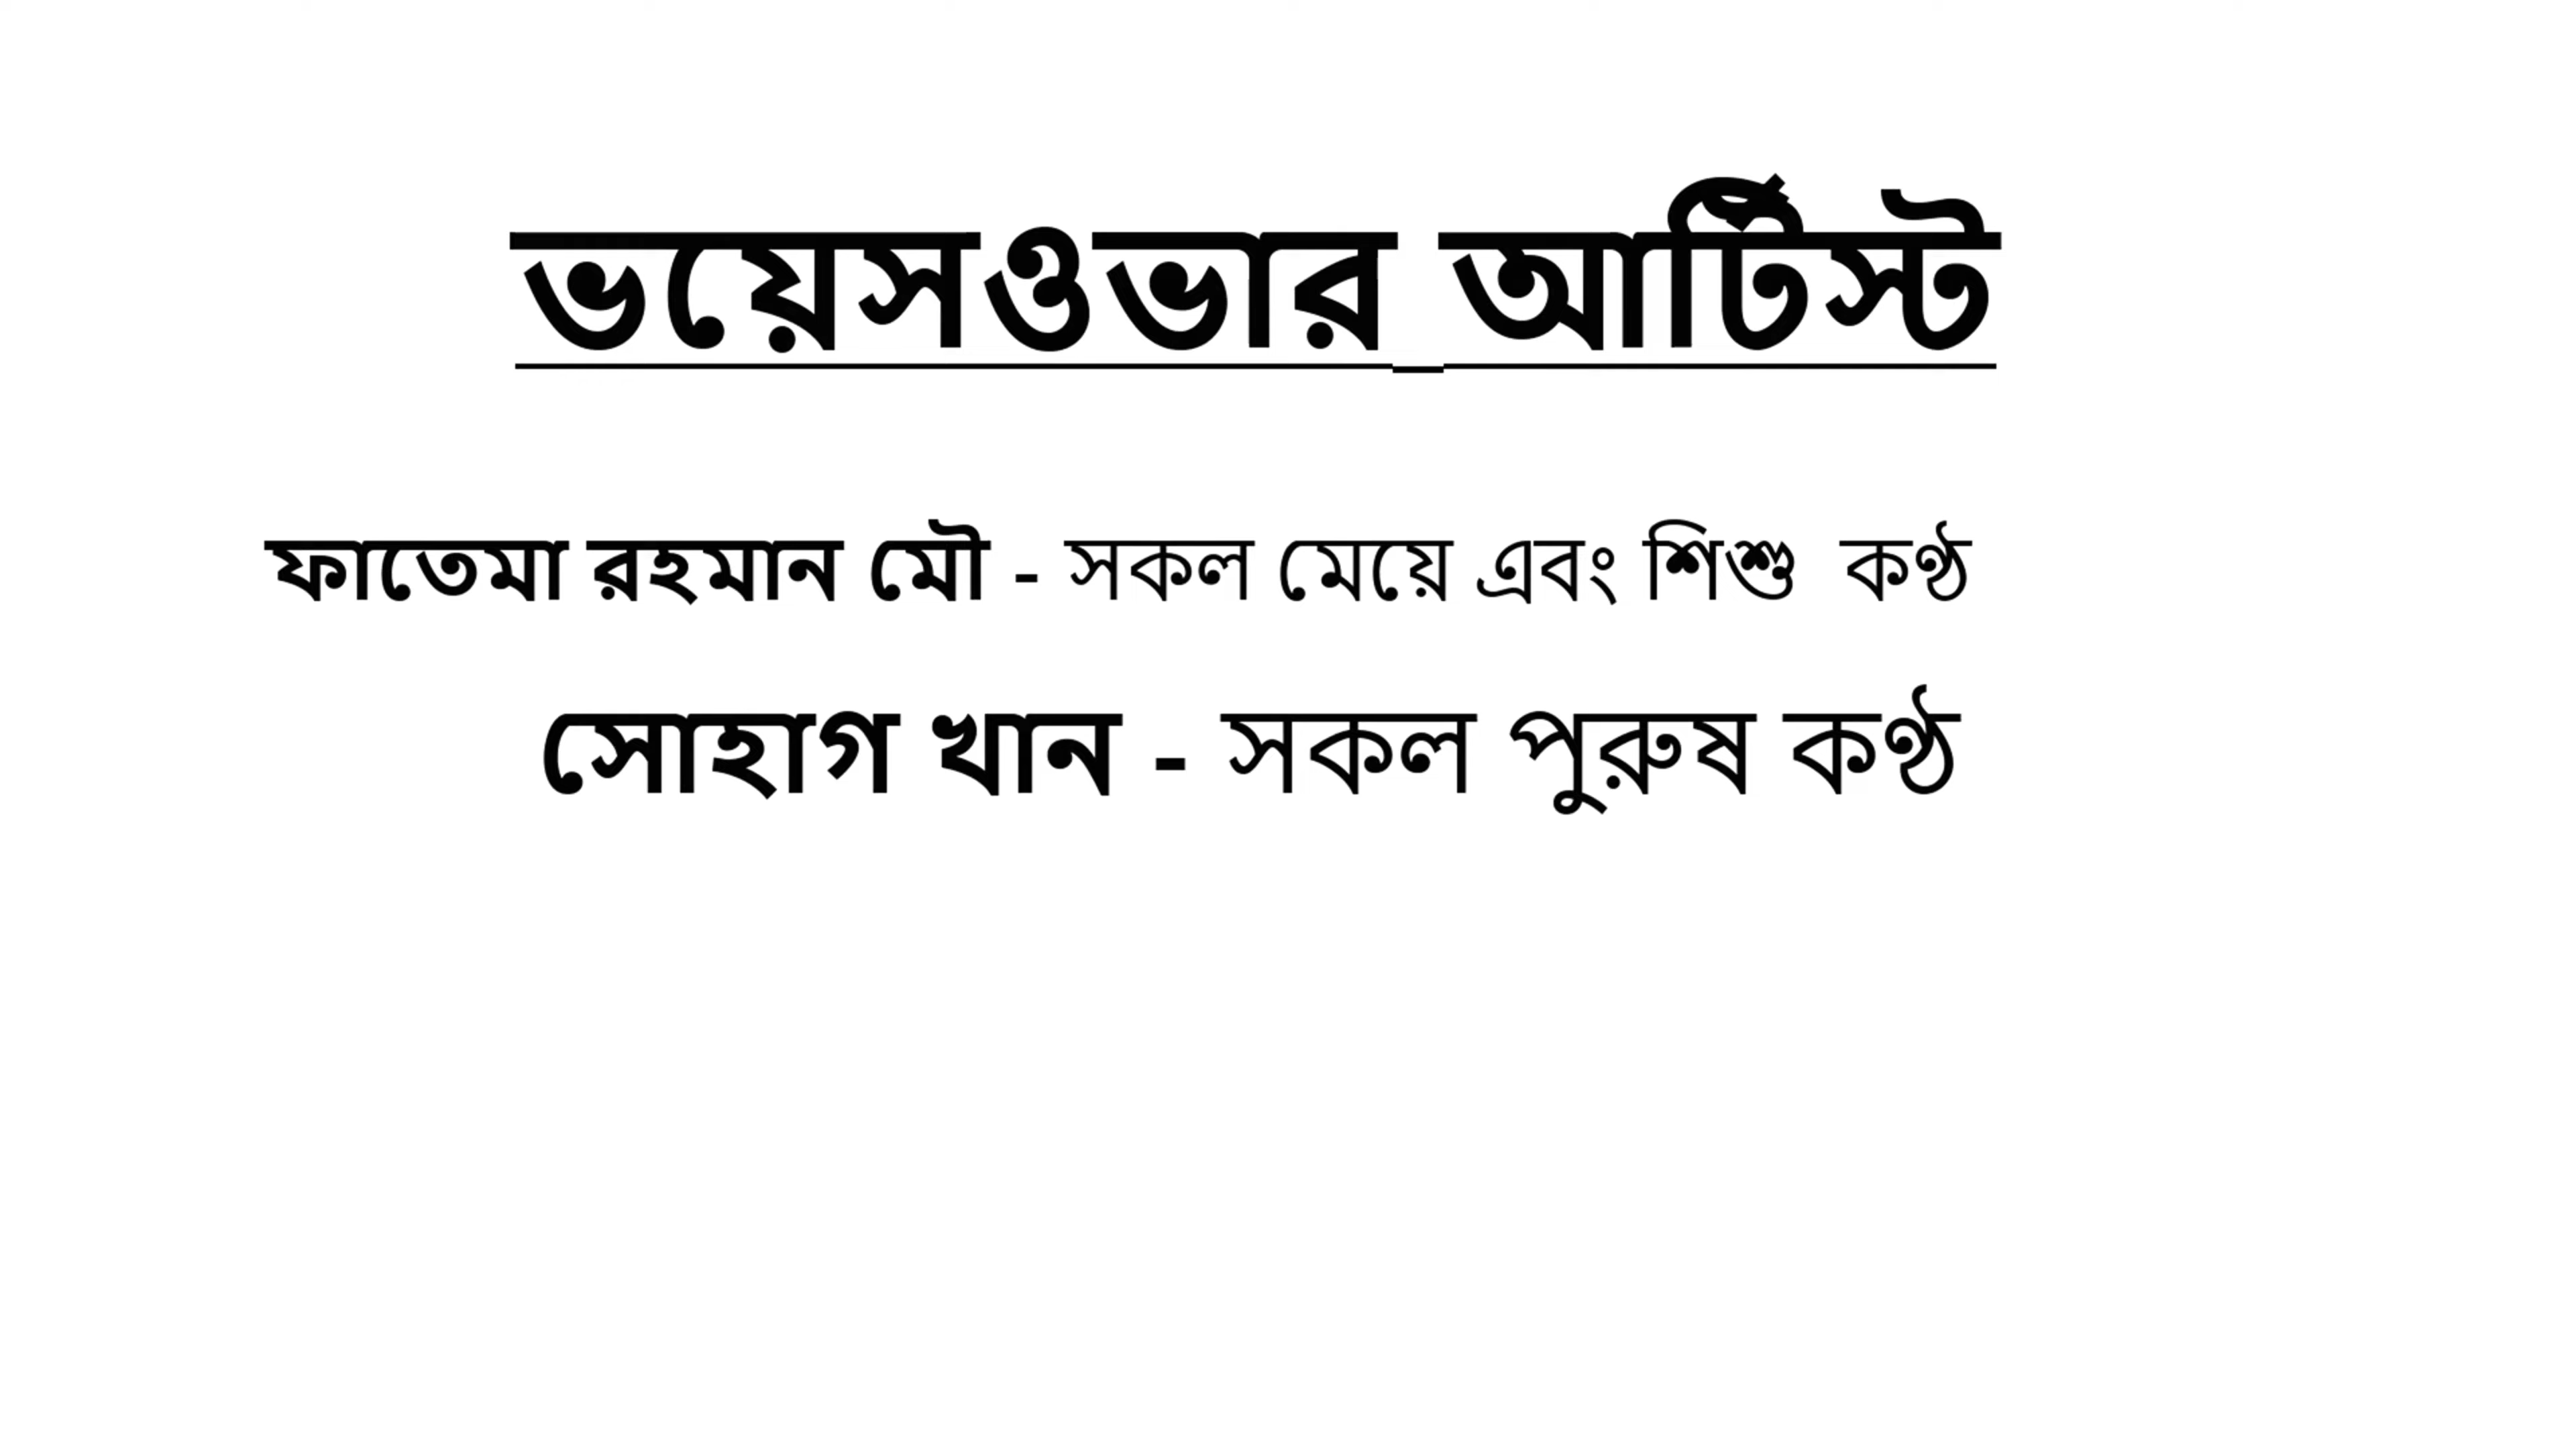 ভয়েসওভার আর্টিস্ট
ফাতেমা রহমান মৌ - সকল মেয়ে এবং শিশু কণ্ঠ
সোহাগ খান - সকল পুরুষ কণ্ঠ